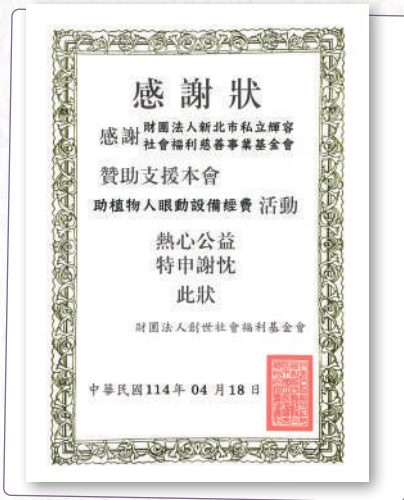 感謝狀
感謝 財團法人新北市私立輝容
社會福利慈善事業基金會
贊助支援本會
助植物人眼動設備經費 活動
熱心公益
特申謝忱
此狀
財團法人創世社會福利基金會
中華民國114年 04 月 18 日